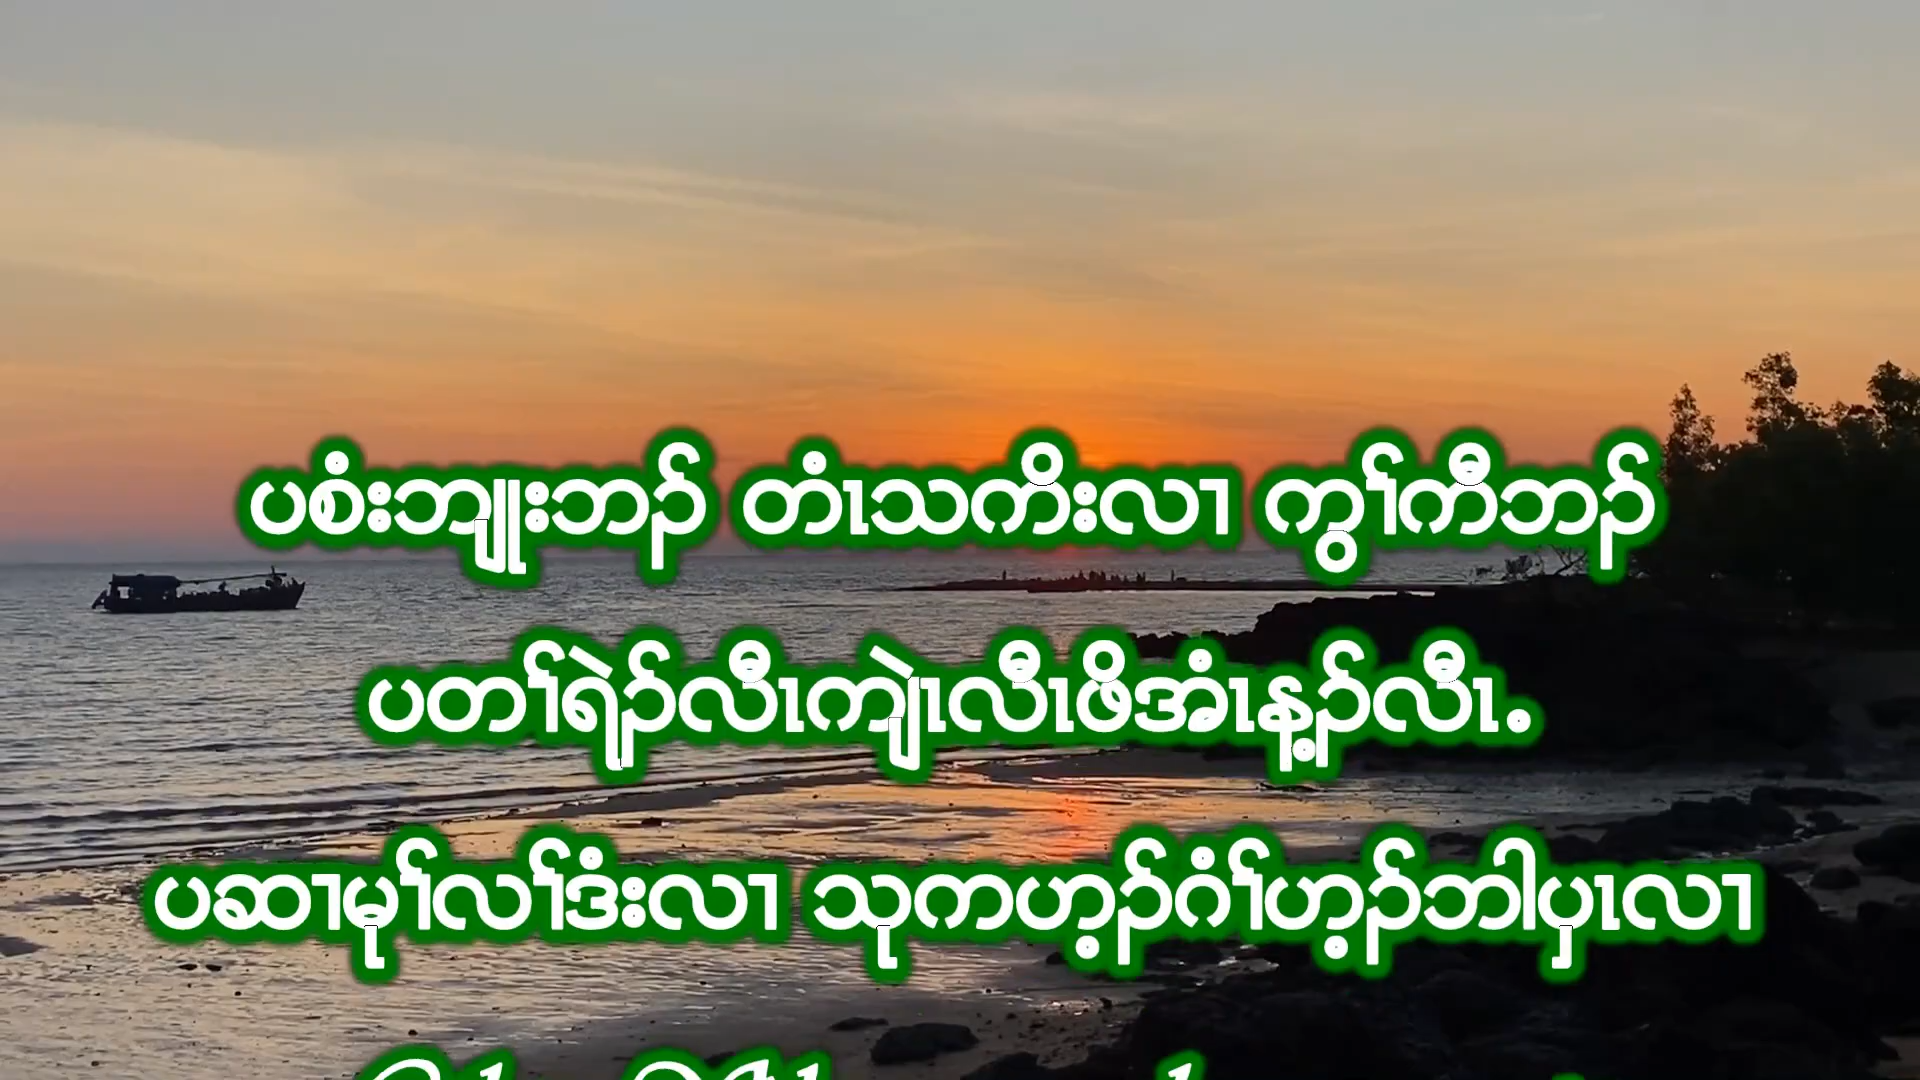 ပစံးဘျုးဘၣ် တံၤသကိးလၢ ကွၢ်ကီဘၣ်
ပတၢ်ရဲၣ်လီၤကျဲၤလီၤဖိအံၤန့ၣ်လီၤ.
ပဆၢမုၢ်လၢ်ဒံးလၢ သုကဟ့ၣ်ဂံၢ်ဟ့ၣ်ဘါပှၤလၢ